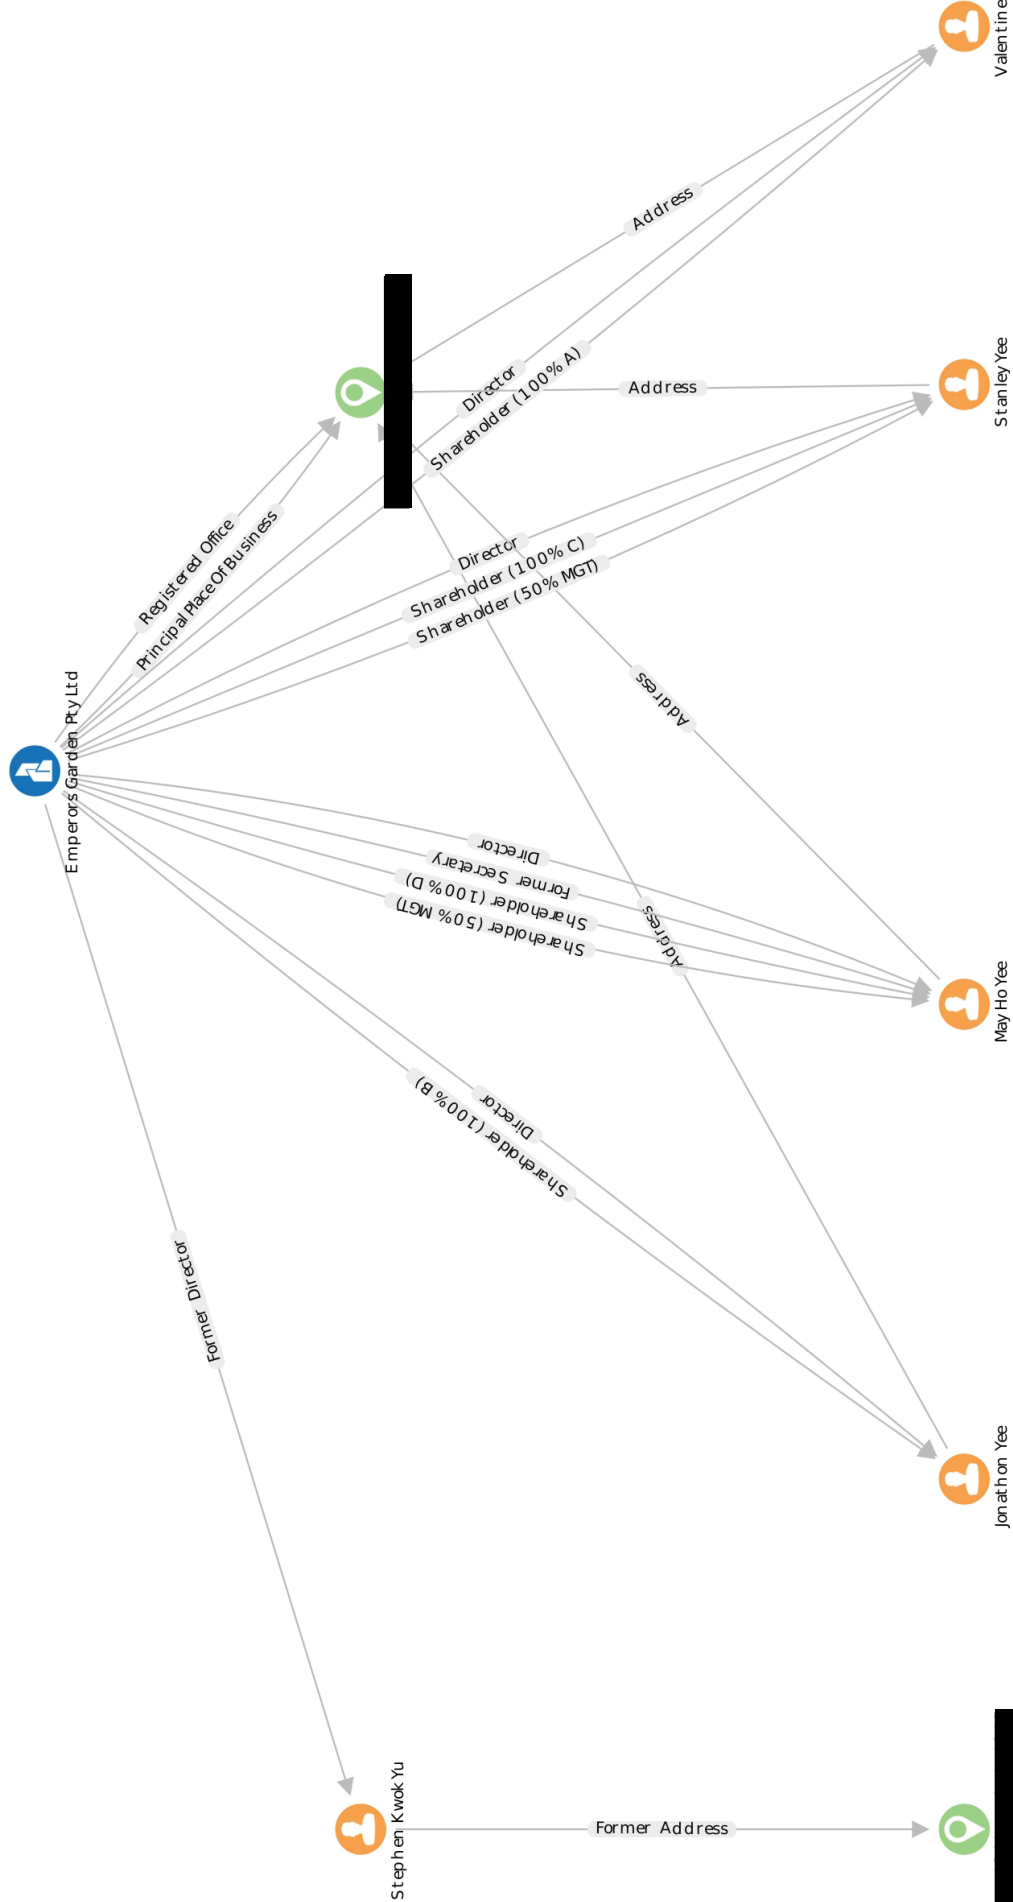 Emperors Garden Pty Ltd
Registered Office
Principal Place Of Business
Director
Shareholder (100% A)
Director
Shareholder (100% C)
Shareholder (50% MGT)
Director
Former Secretary
Shareholder (100% D)
Shareholder (50% MGT)
Director
Shareholder (100% B)
Former Director
Address
Address
Address
Address
Former Address
Valentine
Stanley Yee
May Ho Yee
Jonathon Yee
Stephen Kwok Yu